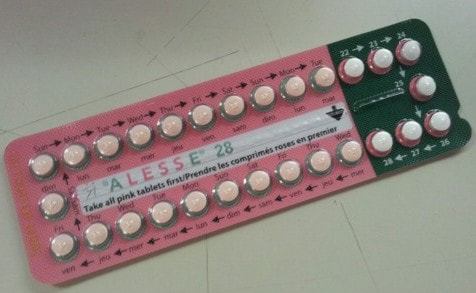 Sun Mon Tue Wed Thu Fri Sat Sun Mon Tue
dim lun mar mer jeu ven sam dim lun mar
22 23 24
25
28 27 26
ALESSE 28
Take all pink tablets first/Prendre les comprimés roses en premier
Fri Thu Wed Tue Mon Sun Sat Fri Thu Wed
ven jeu mer mar lun dim sam ven jeu mer